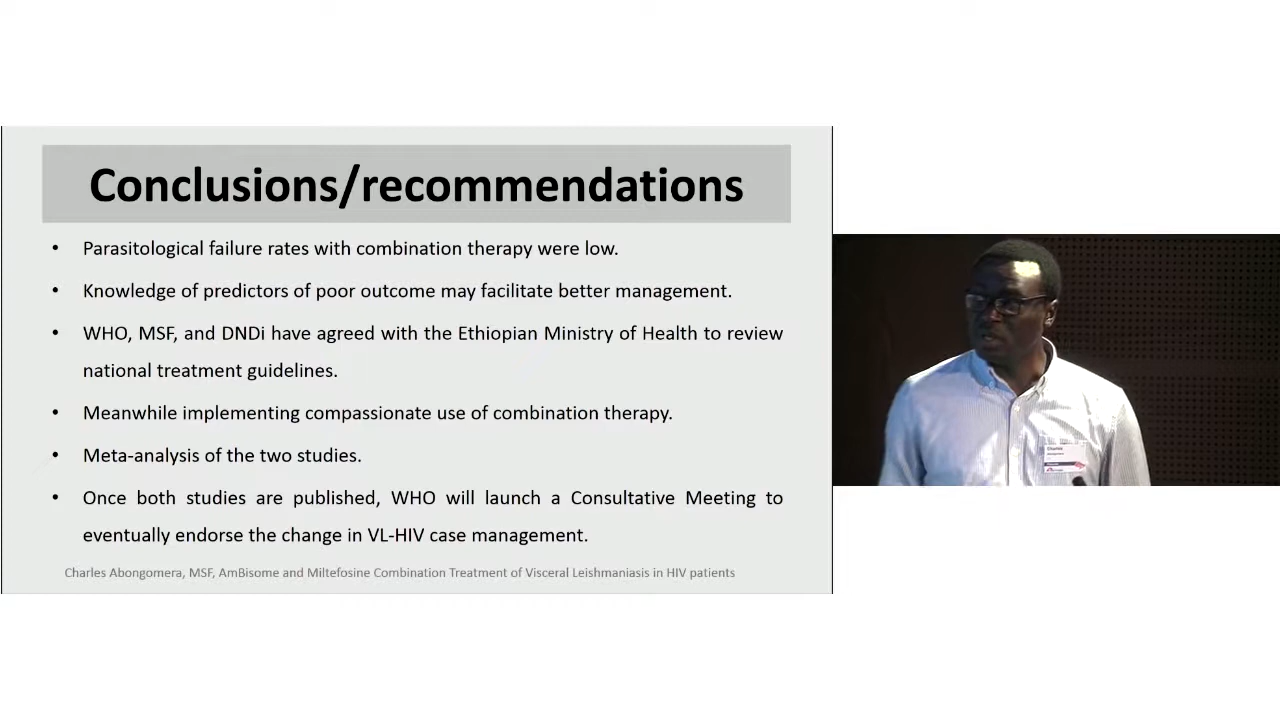 Conclusions/recommendations
• Parasitological failure rates with combination therapy were low.
• Knowledge of predictors of poor outcome may facilitate better management.
• WHO, MSF, and DNDi have agreed with the Ethiopian Ministry of Health to review
national treatment guidelines.
• Meanwhile implementing compassionate use of combination therapy.
• Meta-analysis of the two studies.
• Once both studies are published, WHO will launch a Consultative Meeting to
eventually endorse the change in VL-HIV case management.
Charles Abongomera, MSF, AmBisome and Miltefosine Combination Treatment of Visceral Leishmaniasis in HIV patients
Charles